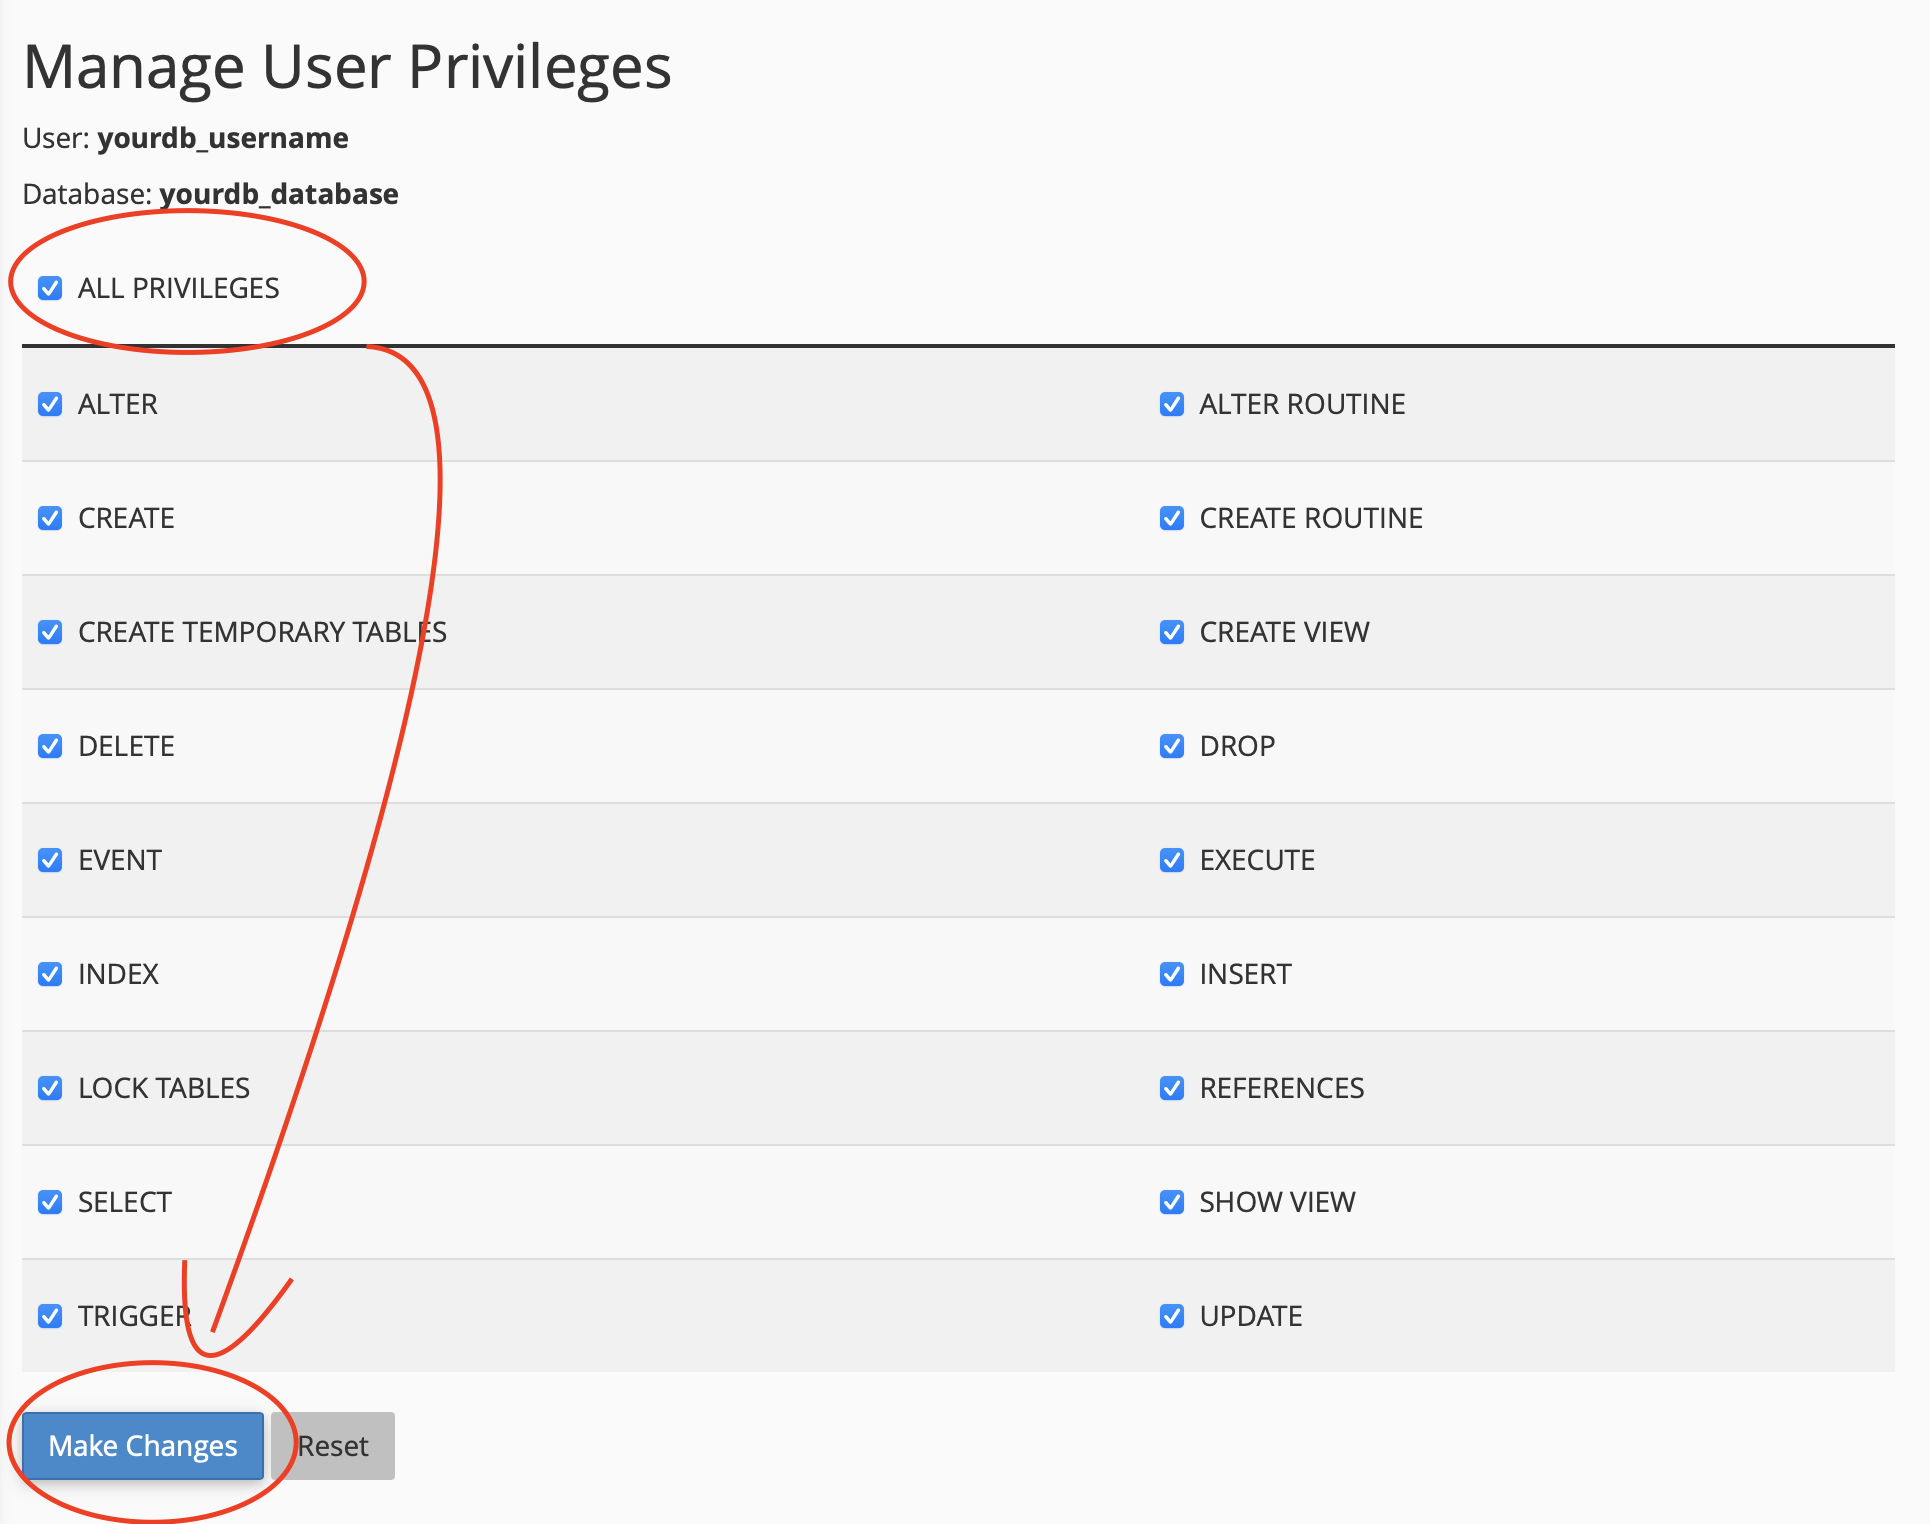 Manage User Privileges
User: yourdb_username
Database: yourdb_database
ALL PRIVILEGES
ALTER
ALTER ROUTINE
CREATE
CREATE ROUTINE
CREATE TEMPORARY TABLES
CREATE VIEW
DELETE
DROP
EVENT
EXECUTE
INDEX
INSERT
LOCK TABLES
REFERENCES
SELECT
SHOW VIEW
TRIGGER
UPDATE
Make Changes
Reset